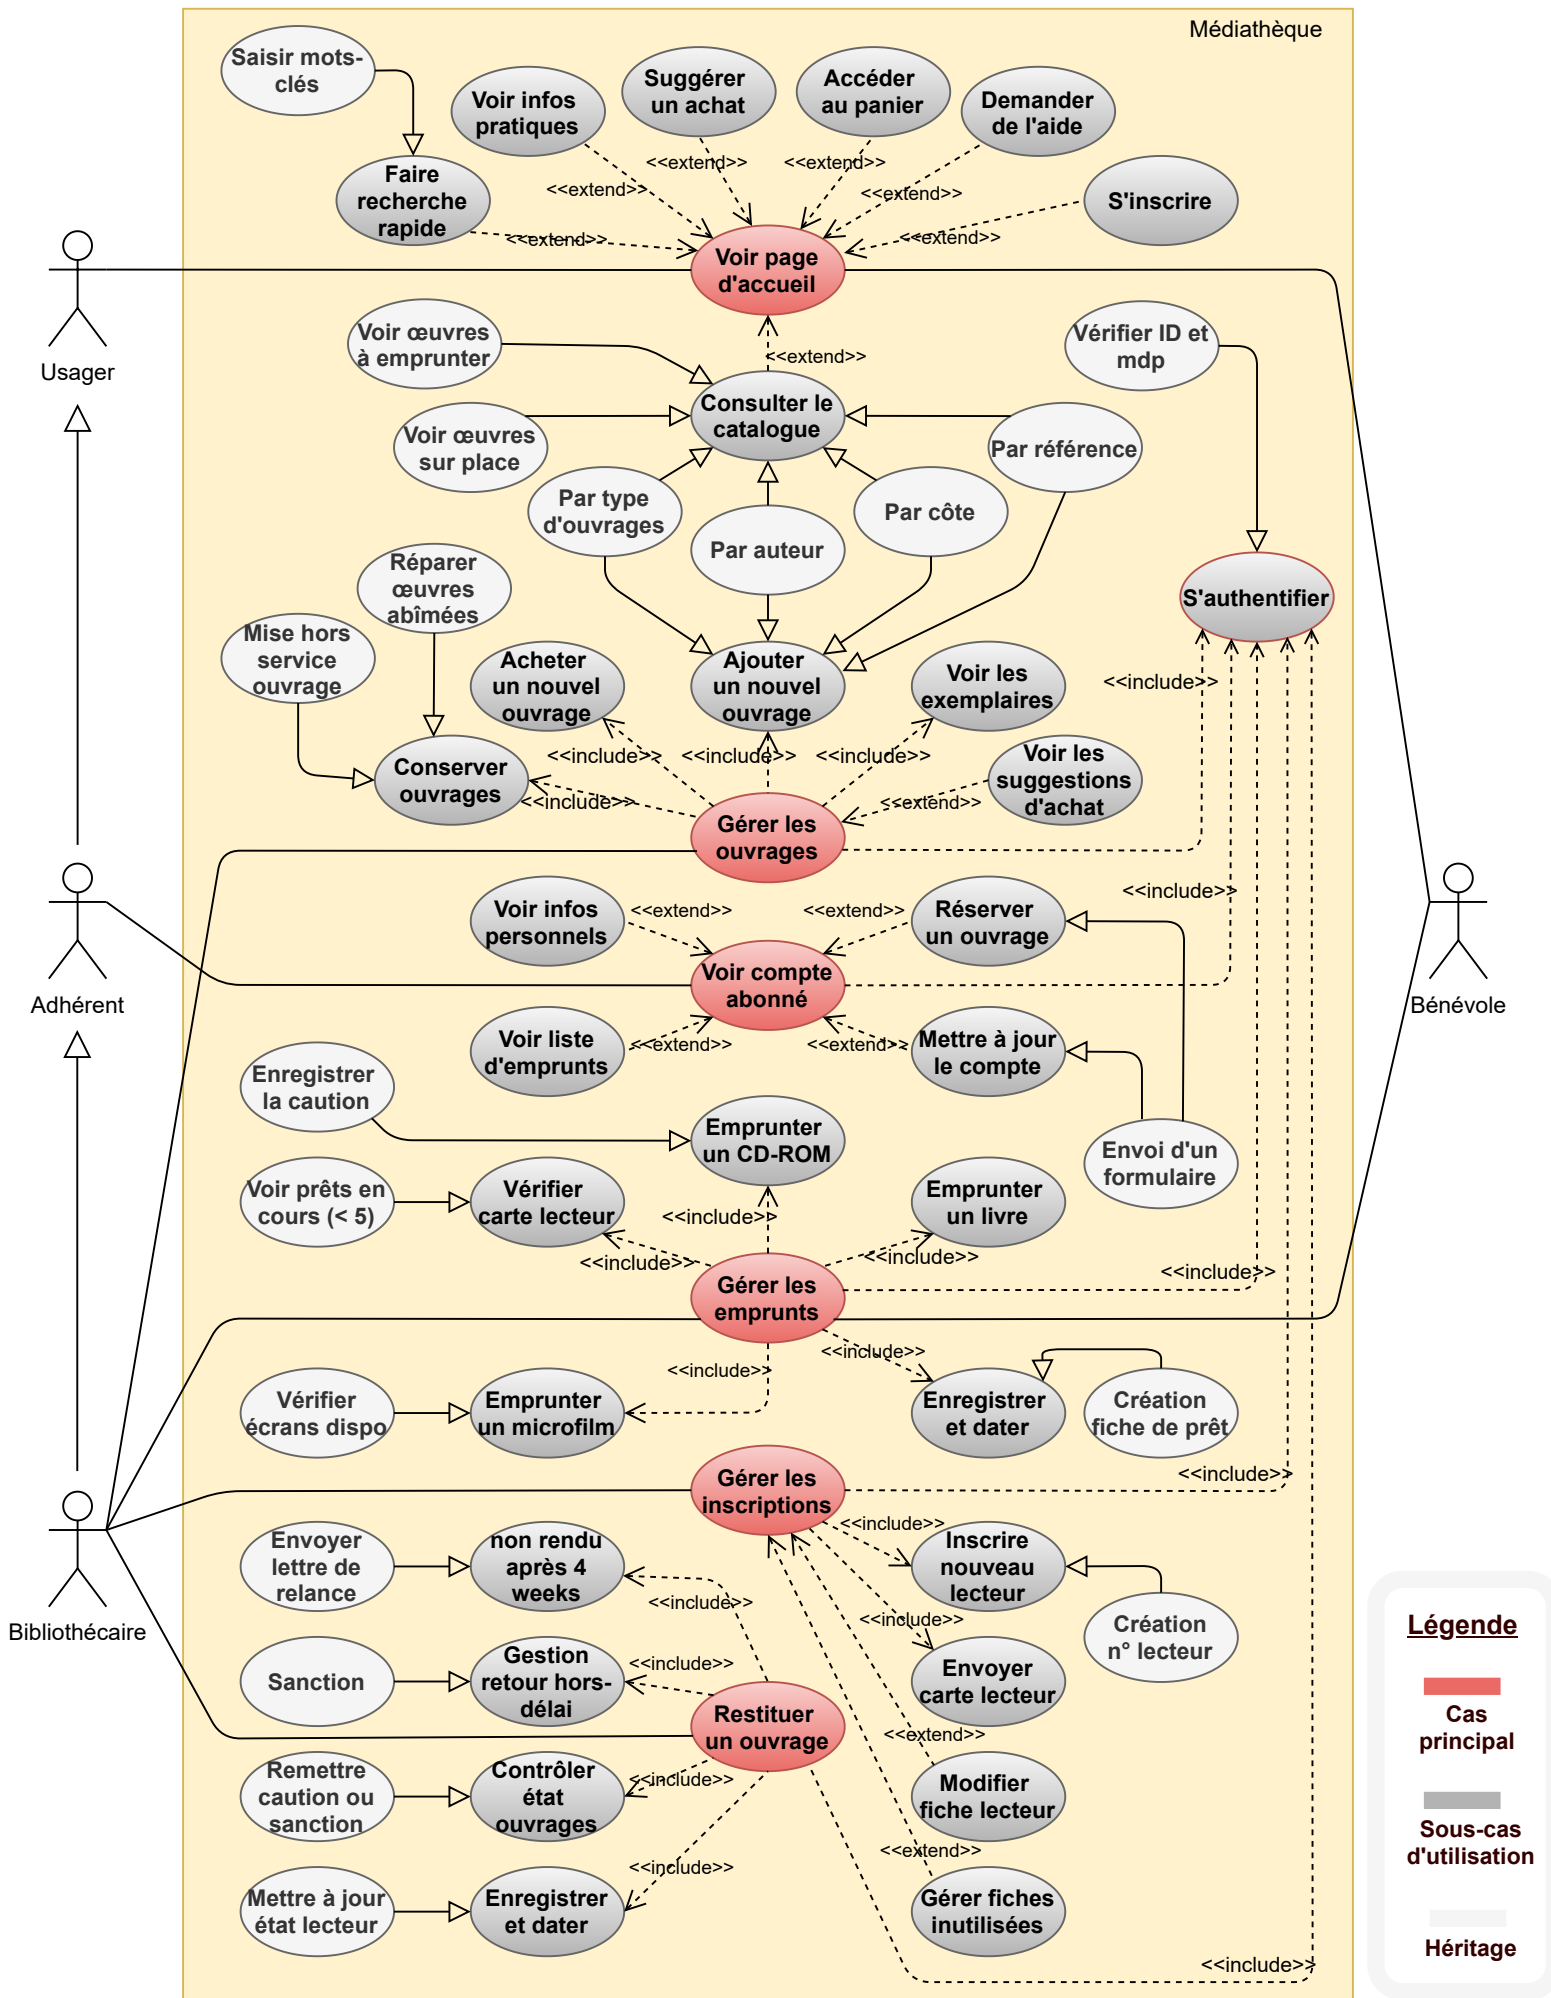 Médiathèque
Saisir mots-
clés
Voir infos
pratiques
Suggérer
un achat
Accéder
au panier
Demander
de l'aide
Faire
recherche
rapide
S'inscrire
<<extend>>
<<extend>>
<<extend>>
<<extend>>
<<extend>>
<<extend>>
Voir page
d'accueil
Usager
Voir œuvres
à emprunter
<<extend>>
Vérifier ID et
mdp
Consulter le
catalogue
Voir œuvres
sur place
Par référence
Par type
d'ouvrages
Par auteur
Par côte
Réparer
œuvres
abîmées
S'authentifier
Mise hors
service
ouvrage
Acheter
un nouvel
ouvrage
Ajouter
un nouvel
ouvrage
Voir les
exemplaires
<<include>>
<<include>>
<<include>>
<<include>>
Conserver
ouvrages
<<include>>
<<extend>>
Voir les
suggestions
d'achat
Gérer les
ouvrages
Adhérent
Bénévole
Voir infos
personnels
<<extend>>
<<extend>>
Réserver
un ouvrage
<<include>>
Voir compte
abonné
Voir liste
d'emprunts
<<extend>>
<<extend>>
Mettre à jour
le compte
Enregistrer
la caution
Emprunter
un CD-ROM
Envoi d'un
formulaire
Voir prêts en
cours (< 5)
Vérifier
carte lecteur
<<include>>
Emprunter
un livre
<<include>>
<<include>>
<<include>>
Gérer les
emprunts
<<include>>
<<include>>
Vérifier
écrans dispo
Emprunter
un microfilm
Enregistrer
et dater
Création
fiche de prêt
Gérer les
inscriptions
<<include>>
Bibliothécaire
Envoyer
lettre de
relance
non rendu
après 4
weeks
<<include>>
<<include>>
Inscrire
nouveau
lecteur
<<include>>
Création
n° lecteur
Sanction
Gestion
retour hors-
délai
<<include>>
Envoyer
carte lecteur
Restituer
un ouvrage
<<extend>>
Remettre
caution ou
sanction
Contrôler
état
ouvrages
<<include>>
Modifier
fiche lecteur
<<extend>>
<<include>>
Mettre à jour
état lecteur
Enregistrer
et dater
Gérer fiches
inutilisées
<<include>>
Légende
Cas
principal
Sous-cas
d'utilisation
Héritage